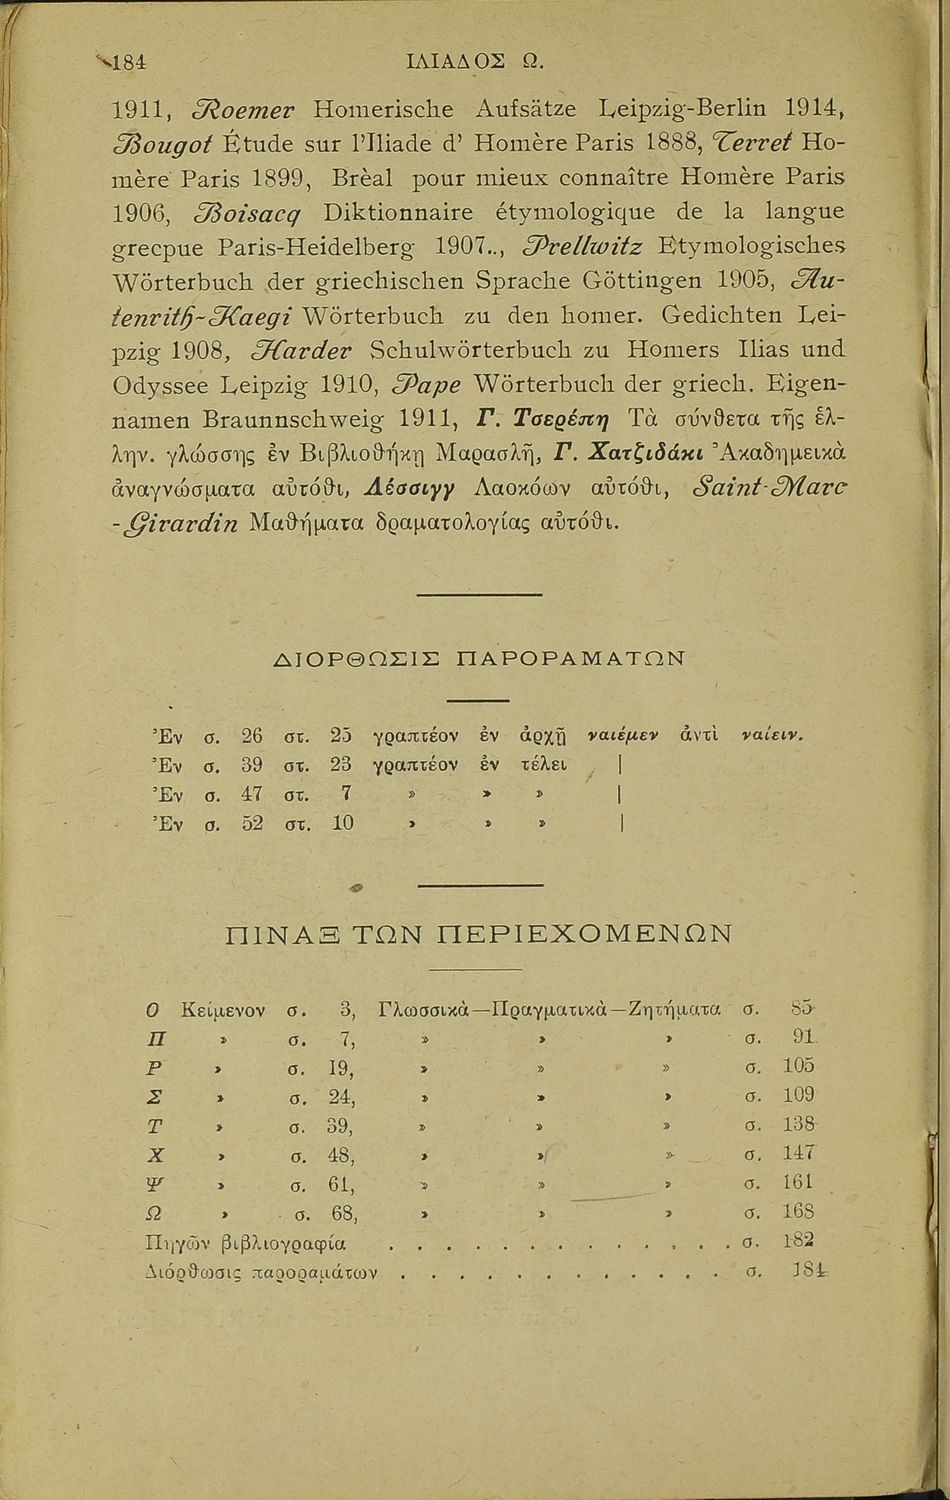 184 ΙΛΙΑΔΟΣ Ω.
1911, Roemer Homerische Aufsätze Leipzig-Berlin 1914,
Bougot Étude sur l'Iliade d' Homère Paris 1888, Terret Ho-
mère Paris 1899, Brèal pour mieux connaître Homère Paris
1906, Boisacq Diktionnaire étymologique de la langue
grecpue Paris-Heidelberg 1907.., Prellwitz Etymologisches
Wörterbuch der griechischen Sprache Göttingen 1905, Au-
tenrith-Kaegi Wörterbuch zu den homer. Gedichten Lei-
pzig 1908, Harder Schulwörterbuch zu Homers Ilias und
Odyssee Leipzig 1910, Pape Wörterbuch der griech. Eigen-
namen Braunnschweig 1911, Γ. Τσερέπη Τὰ σύνθετα τῆς ἑλ-
λην. γλώσσης ἐν Βιβλιοθήκῃ Μαρασλῆ, Γ. Χατζιδάκι Ἀκαδημεικὰ
ἀναγνώσματα αὐτόθι, Λέσσιγγ Λαοκόων αὐτόθι, Saint-Marc
-Girardin Μαθήματα δραματολογίας αὐτόθι.
ΔΙΟΡΘΩΣΙΣ ΠΑΡΟΡΑΜΑΤΩΝ
Ἐν σ. 26 στ. 25 γραπτέον ἐν ἀρχῇ ναιέμεν ἀντὶ ναίειν.
Ἐν σ. 39 στ. 23 γραπτέον ἐν τέλει |
Ἐν σ. 47 στ. 7 » » » |
Ἐν σ. 52 στ. 10 » » » |
ΠΙΝΑΞ ΤΩΝ ΠΕΡΙΕΧΟΜΕΝΩΝ
Ο Κείμενον σ. 3, Γλωσσικὰ—Πραγματικὰ—Ζητήματα σ. 85
Π » σ. 7, » » » σ. 91
Ρ » σ. 19, » » » σ. 105
Σ » σ. 24, » » » σ. 109
Τ » σ. 39, » » » σ. 138
Χ » σ. 48, » » » σ. 147
Ψ » σ. 61, » » » σ. 161
Ω » σ. 68, » » » σ. 168
Πηγῶν βιβλιογραφία . . . . . . . . . . . . . σ. 182
Διόρθωσις παροραμάτων . . . . . . . . . . . . σ. 184